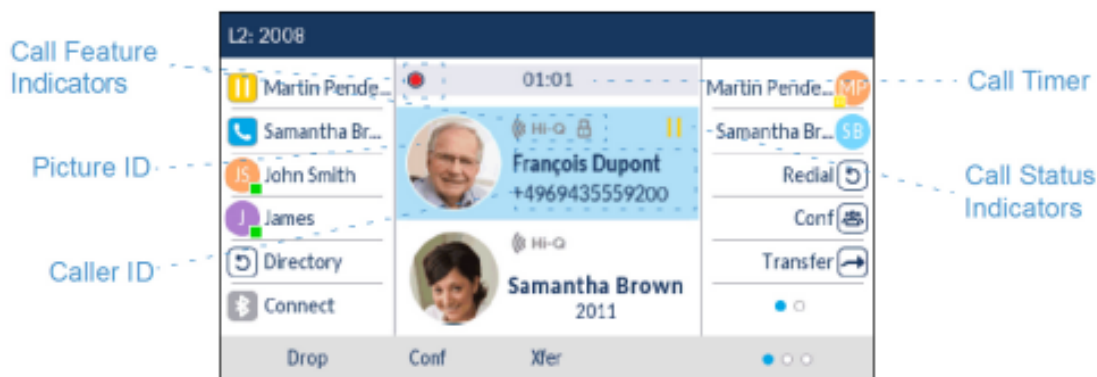 L2: 2008
Call Feature
Indicators
Picture ID
Caller ID
Martin Pende...
Samantha Br...
JS John Smith
J James
Directory
Connect
01:01
Hi-Q
François Dupont
+4969435559200
Hi-Q
Samantha Brown
2011
Martin Pende... MP
Samantha Br... SB
Redial
Conf
Transfer
Call Timer
Call Status
Indicators
Drop Conf Xfer